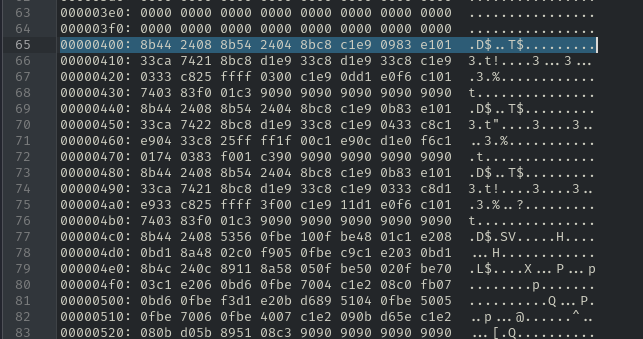 63 000003e0: 0000 0000 0000 0000 0000 0000 0000 0000 ................
64 000003f0: 0000 0000 0000 0000 0000 0000 0000 0000 ................
65 00000400: 8b44 2408 8b54 2404 8bc8 c1e9 0983 e101 .D$..T$.........
66 00000410: 33ca 7421 8bc8 d1e9 33c8 d1e9 33c8 c1e9 3.t!....3...3...
67 00000420: 0333 c825 ffff 0300 c1e9 0dd1 e0f6 c101 .3.%............
68 00000430: 7403 83f0 01c3 9090 9090 9090 9090 9090 t...............
69 00000440: 8b44 2408 8b54 2404 8bc8 c1e9 0b83 e101 .D$..T$.........
70 00000450: 33ca 7422 8bc8 d1e9 33c8 c1e9 0433 c8c1 3.t"....3....3..
71 00000460: e904 33c8 25ff ff1f 00c1 e90c d1e0 f6c1 ..3.%...........
72 00000470: 0174 0383 f001 c390 9090 9090 9090 9090 .t..............
73 00000480: 8b44 2408 8b54 2404 8bc8 c1e9 0b83 e101 .D$..T$.........
74 00000490: 33ca 7421 8bc8 d1e9 33c8 c1e9 0333 c8d1 3.t!....3....3..
75 000004a0: e933 c825 ffff 3f00 c1e9 11d1 e0f6 c101 .3.%..?.........
76 000004b0: 7403 83f0 01c3 9090 9090 9090 9090 9090 t...............
77 000004c0: 8b44 2408 5356 0fbe 100f be48 01c1 e208 .D$.SV.....H....
78 000004d0: 0bd1 8a48 02c0 f905 0fbe c9c1 e203 0bd1 ...H............
79 000004e0: 8b4c 240c 8911 8a58 050f be50 020f be70 .L$....X...P...p
80 000004f0: 03c1 e206 0bd6 0fbe 7004 c1e2 08c0 fb07 ........p.......
81 00000500: 0bd6 0fbe f3d1 e20b d689 5104 0fbe 5005 ..........Q...P.
82 00000510: 0fbe 7006 0fbe 4007 c1e2 090b d65e c1e2 ..p...@......^..
83 00000520: 080b d05b 8951 08c3 9090 9090 9090 9090 ...[.Q..........